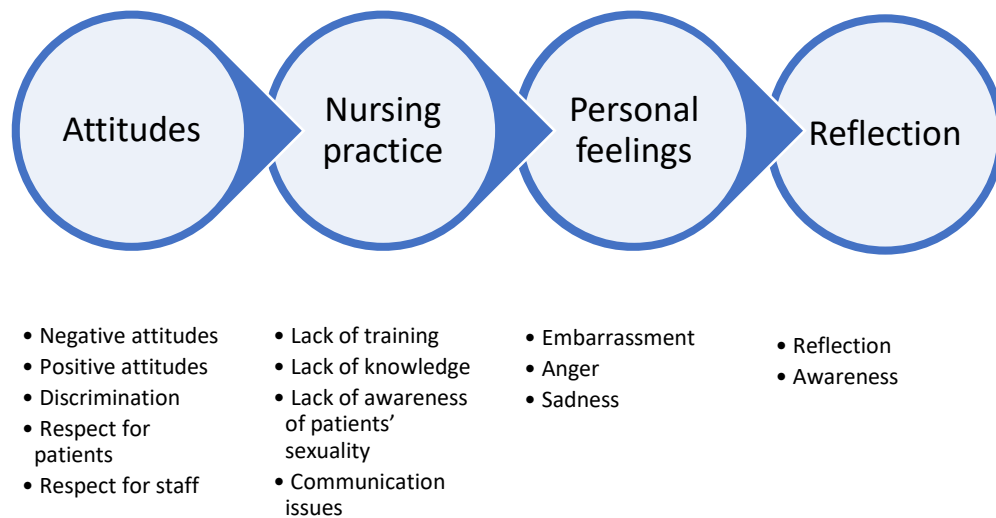 Attitudes
Nursing
practice
Personal
feelings
Reflection
• Negative attitudes
• Positive attitudes
• Discrimination
• Respect for
patients
• Respect for staff
• Lack of training
• Lack of knowledge
• Lack of awareness
of patients’
sexuality
• Communication
issues
• Embarrassment
• Anger
• Sadness
• Reflection
• Awareness